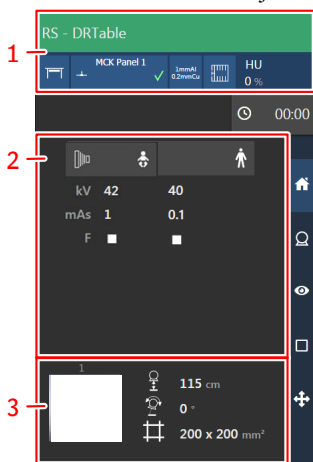 RS - DRTable
1
MCK Panel 1
1mmAl
0.2mmCu
HU
0 %
00:00
2
kV 42 40
mAs 1 0.1
F
1
3
115 cm
0 °
200 x 200 mm²